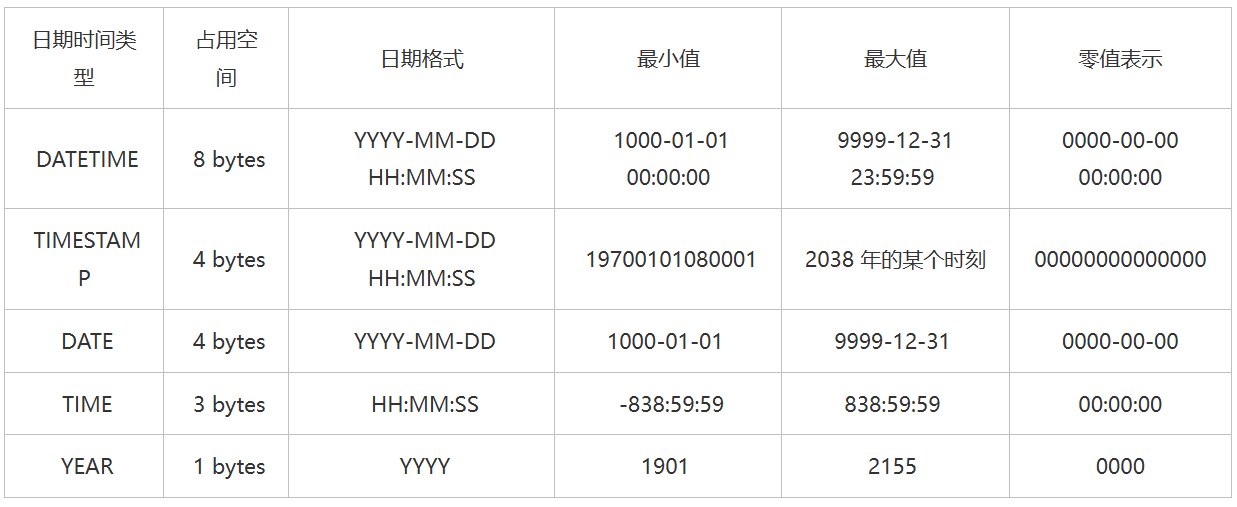 日期时间类
型
占用空
间
日期格式
最小值
最大值
零值表示
DATETIME
8 bytes
YYYY-MM-DD
HH:MM:SS
1000-01-01
00:00:00
9999-12-31
23:59:59
0000-00-00
00:00:00
TIMESTAM
P
4 bytes
YYYY-MM-DD
HH:MM:SS
19700101080001
2038 年的某个时刻
00000000000000
DATE
4 bytes
YYYY-MM-DD
1000-01-01
9999-12-31
0000-00-00
TIME
3 bytes
HH:MM:SS
-838:59:59
838:59:59
00:00:00
YEAR
1 bytes
YYYY
1901
2155
0000